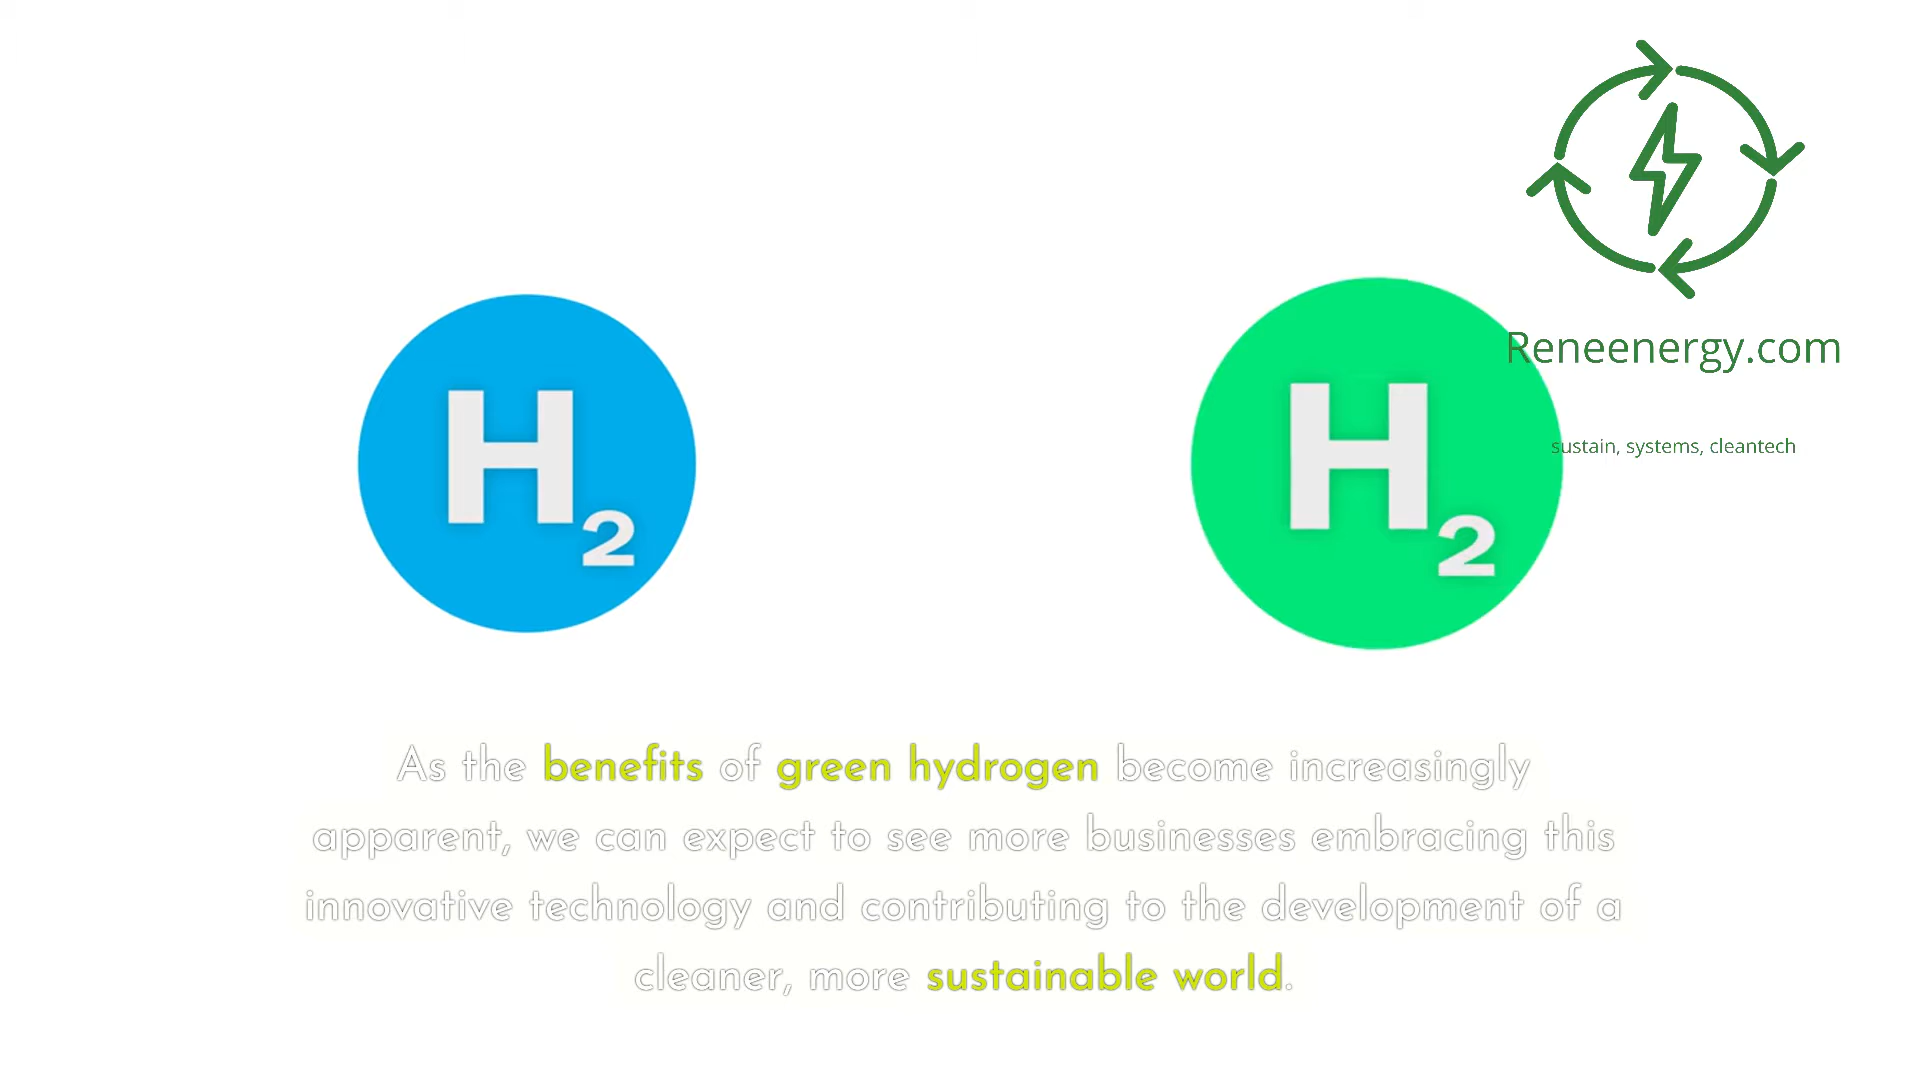 Reneenergy.com
sustain, systems, cleantech
H2
H2
As the benefits of green hydrogen become increasingly
apparent, we can expect to see more businesses embracing this
innovative technology and contributing to the development of a
cleaner, more sustainable world.